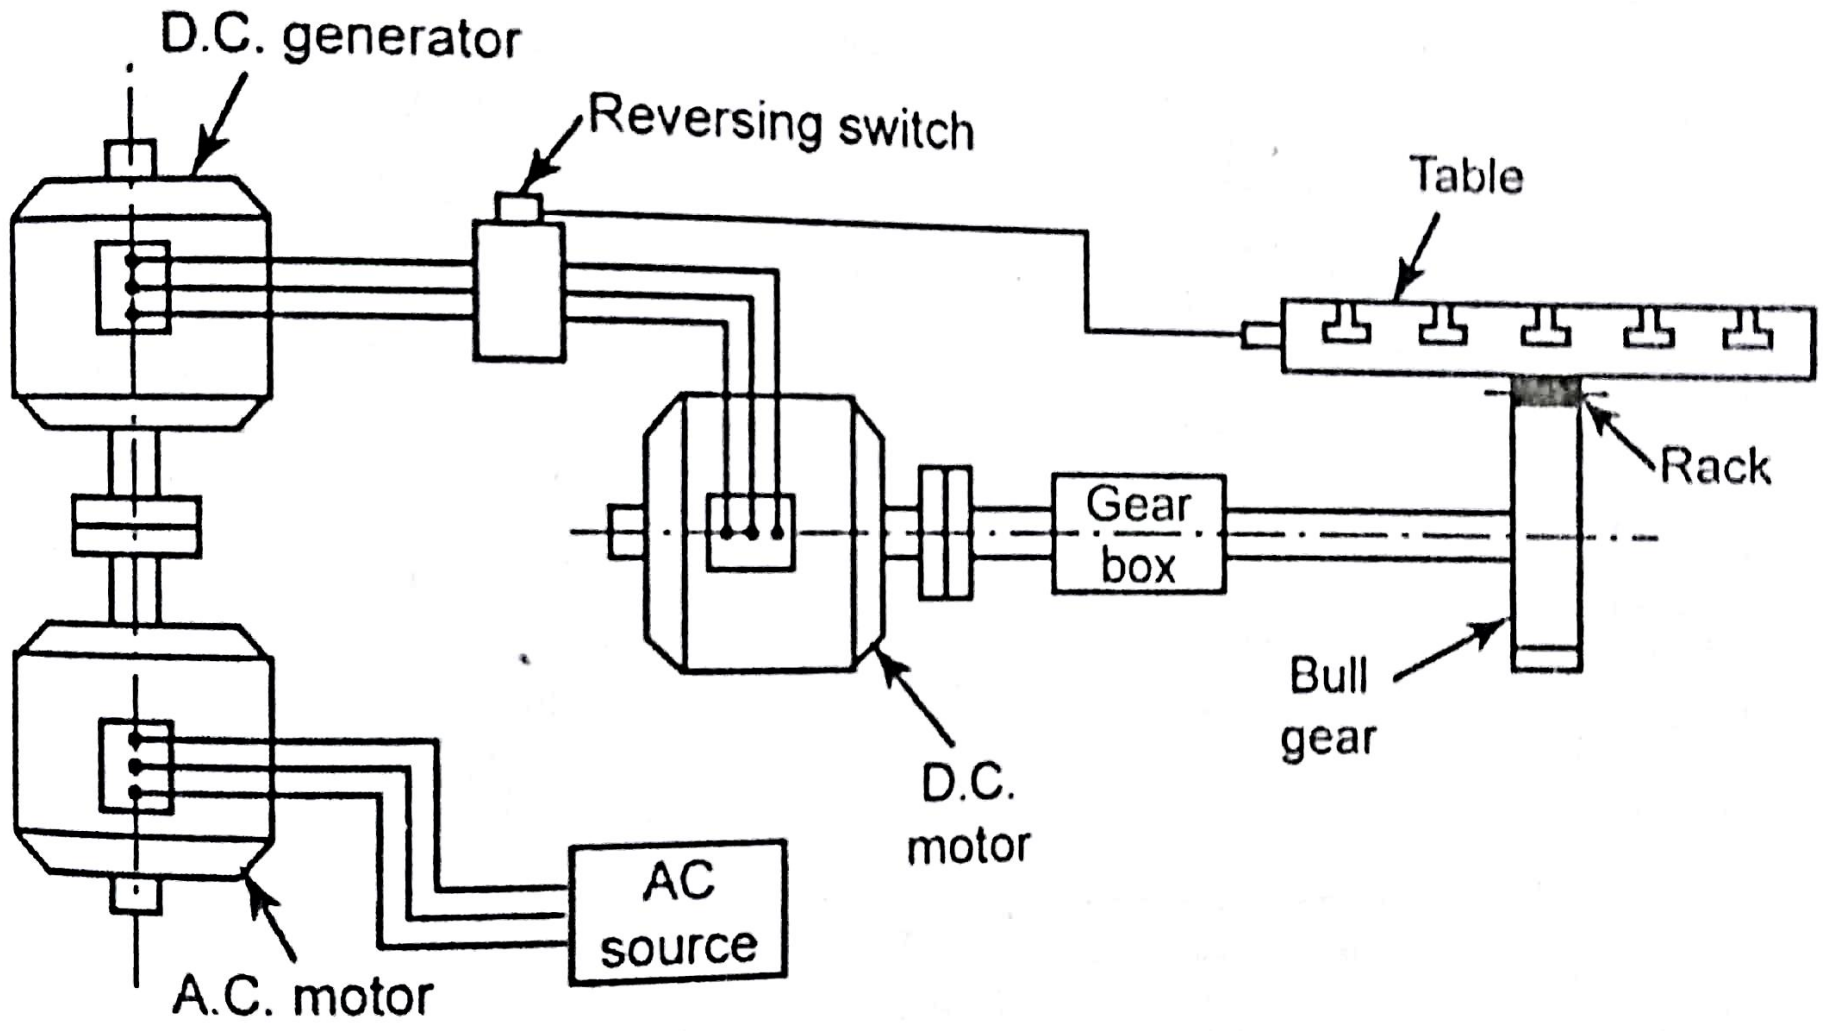 D.C. generator
Reversing switch
Table
Rack
Gear
box
Bull
gear
D.C.
motor
AC
source
A.C. motor